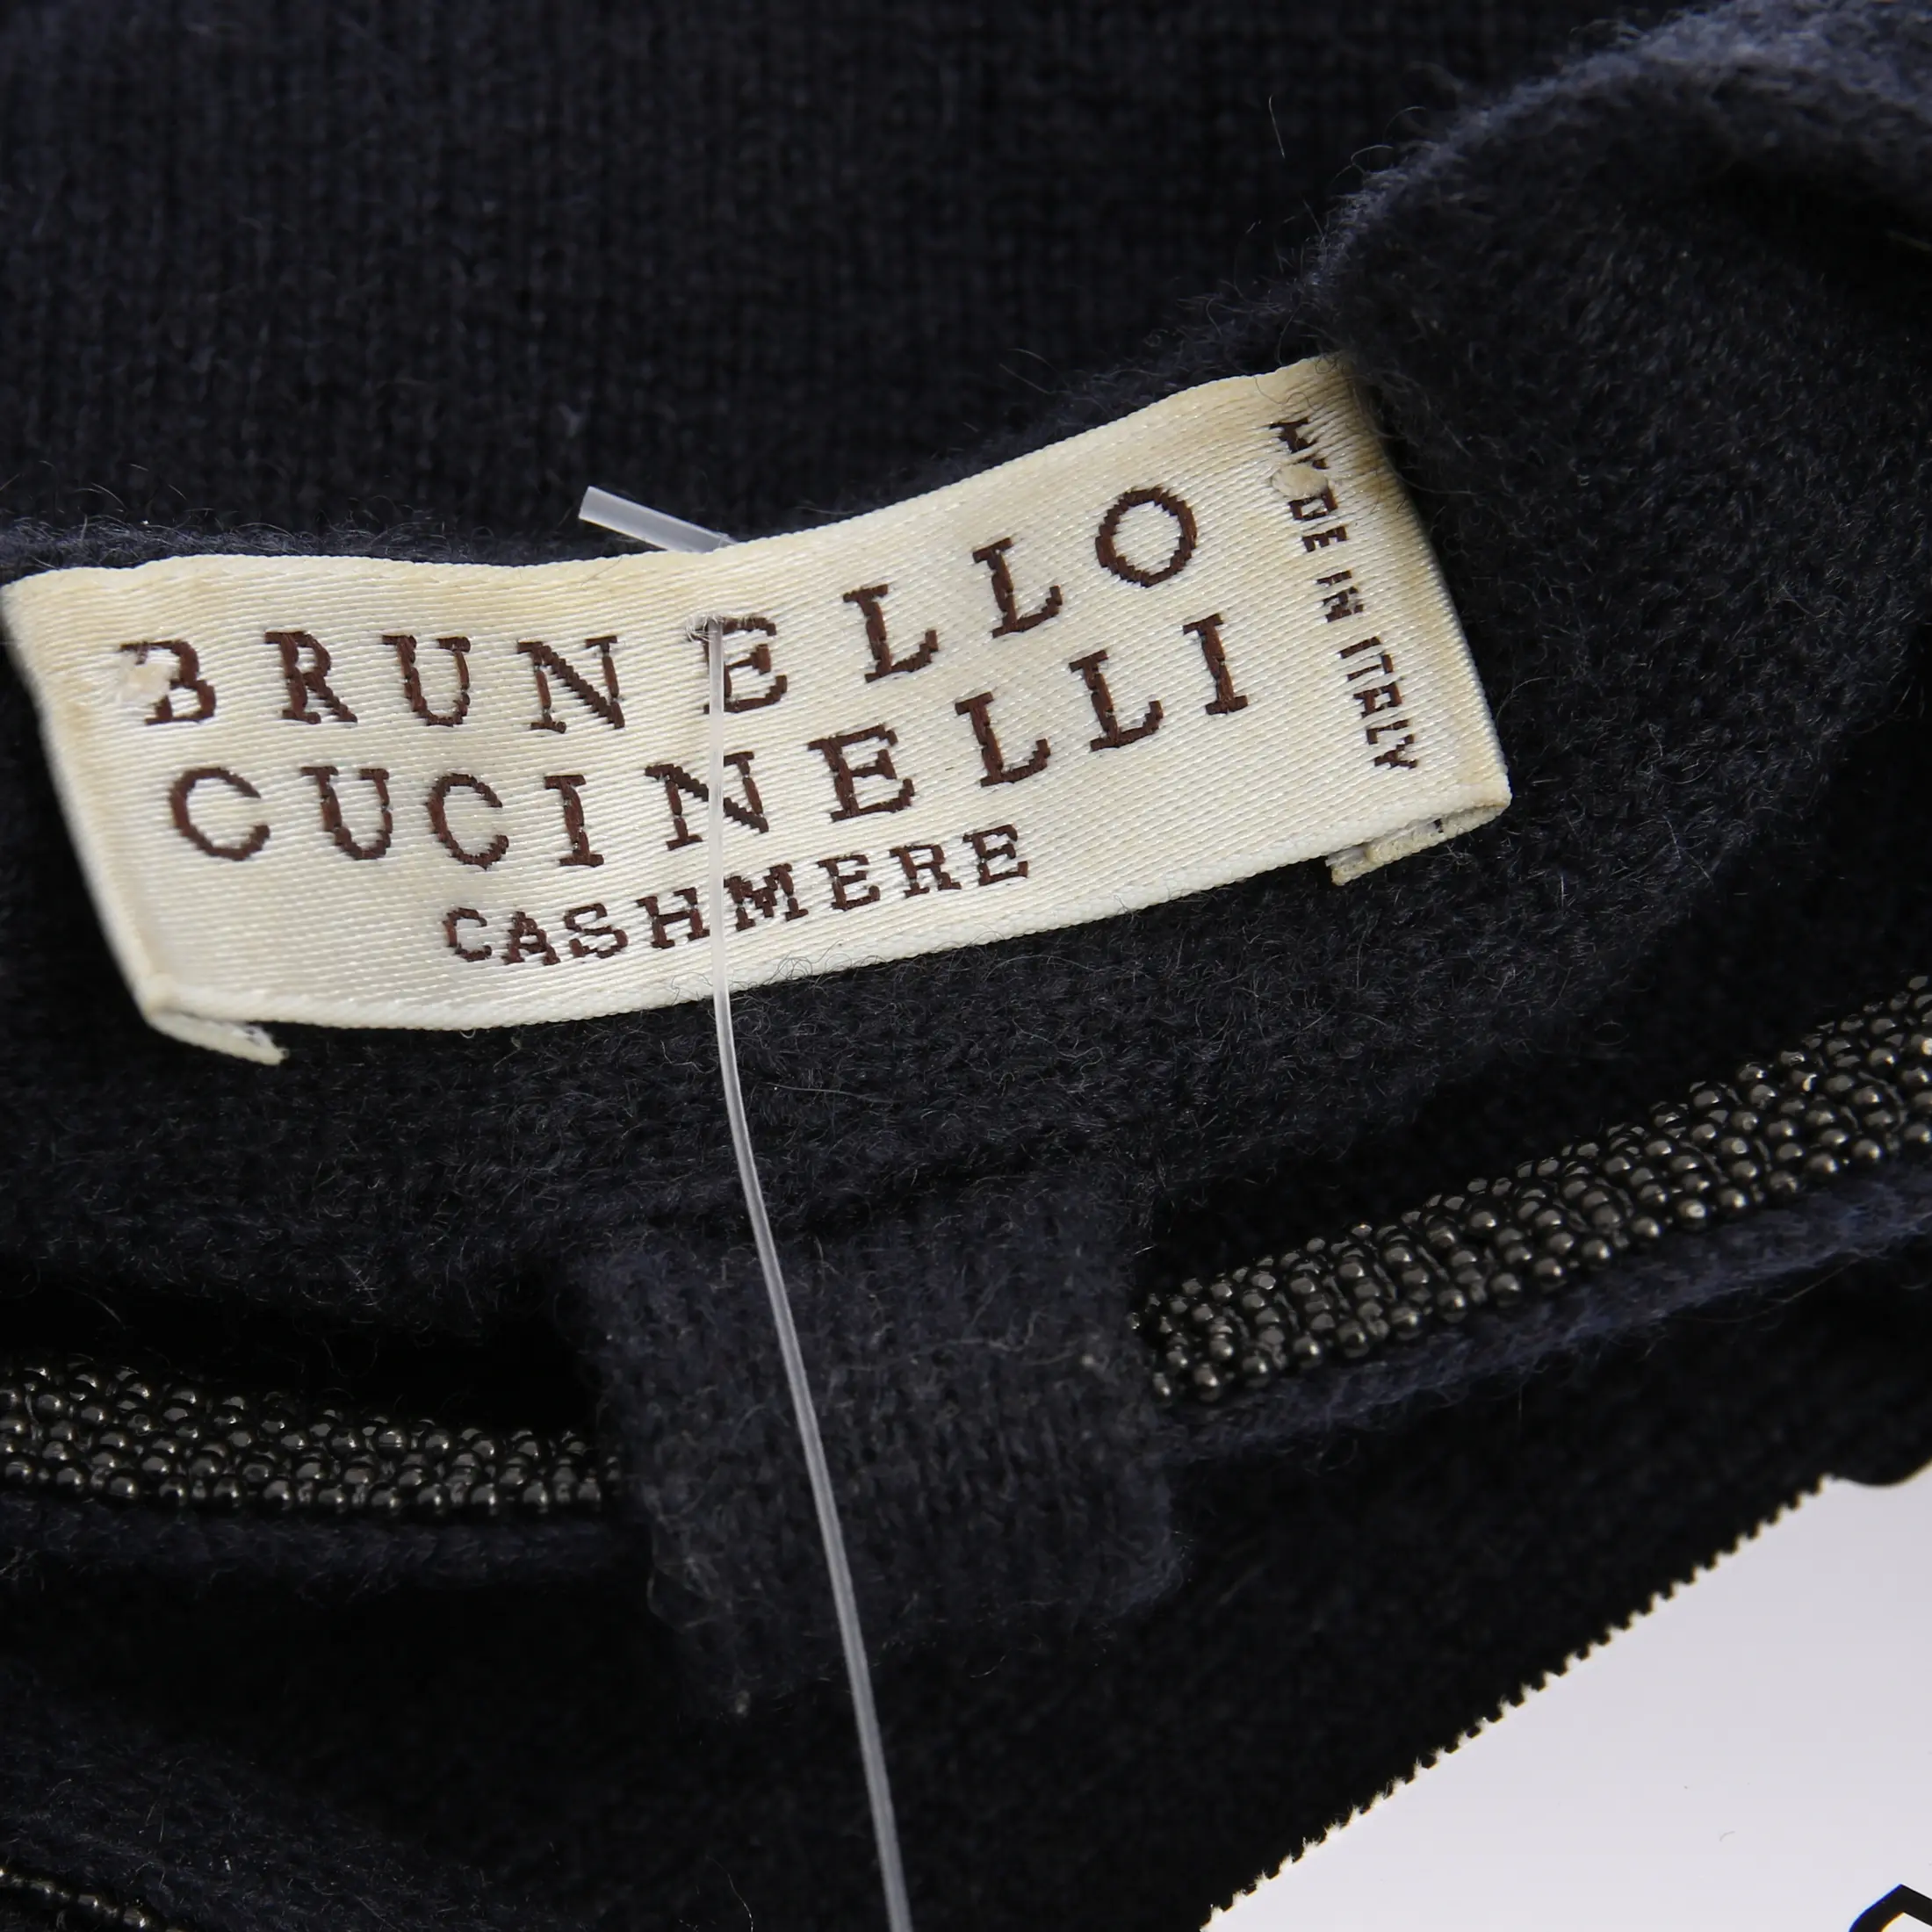 BRUNELLO
CUCINELLI
CASHMERE
MADE IN ITALY